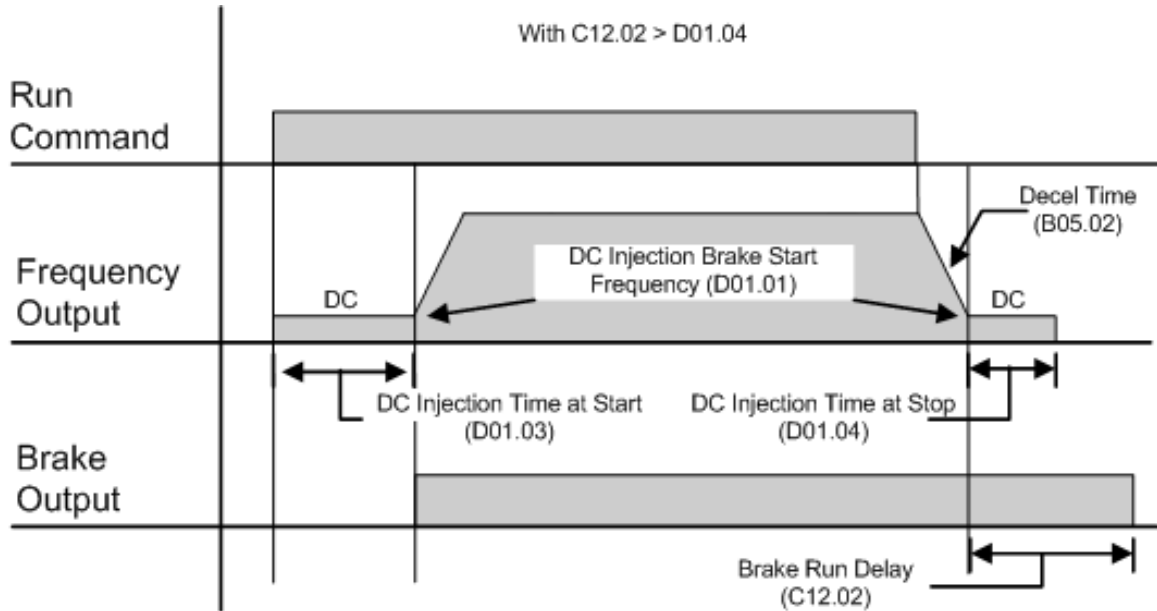 With C12.02 > D01.04
Run
Command
Decel Time
(B05.02)
DC Injection Brake Start
Frequency (D01.01)
Frequency
Output
DC
DC
DC Injection Time at Start
(D01.03)
DC Injection Time at Stop
(D01.04)
Brake
Output
Brake Run Delay
(C12.02)